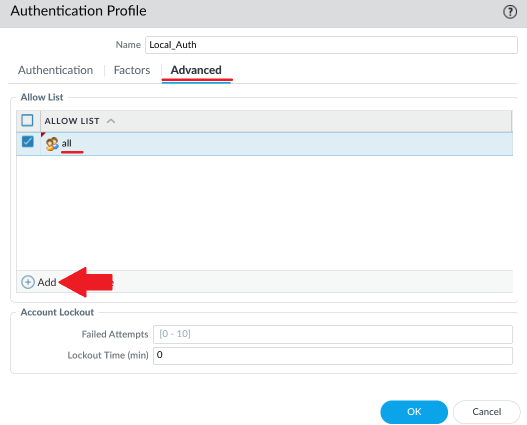 Authentication Profile
Name Local_Auth
Authentication Factors Advanced
Allow List
ALLOW LIST
all
Add
Account Lockout
Failed Attempts [0 - 10]
Lockout Time (min) 0
OK Cancel